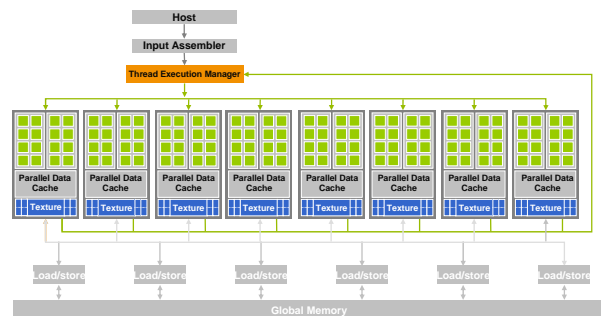 Host
Input Assembler
Thread Execution Manager
Parallel Data
Cache
Parallel Data
Cache
Parallel Data
Cache
Parallel Data
Cache
Parallel Data
Cache
Parallel Data
Cache
Parallel Data
Cache
Parallel Data
Cache
Texture
Texture
Texture
Texture
Texture
Texture
Texture
Texture
Load/store
Load/store
Load/store
Load/store
Load/store
Load/store
Global Memory